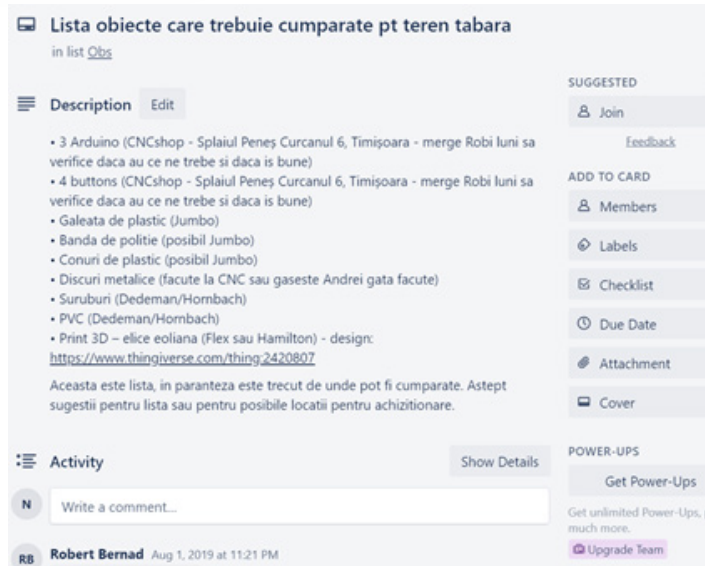 Lista obiecte care trebuie cumparate pt teren tabara
in list Obs
Description Edit
• 3 Arduino (CNCshop - Splaiul Peneș Curcanul 6, Timișoara - merge Robi luni sa
verifice daca au ce ne trebe si daca is bune)
• 4 buttons (CNCshop - Splaiul Peneș Curcanul 6, Timișoara - merge Robi luni sa
verifice daca au ce ne trebe si daca is bune)
• Galeata de plastic (Jumbo)
• Banda de politie (posibil Jumbo)
• Conuri de plastic (posibil Jumbo)
• Discuri metalice (facute la CNC sau gaseste Andrei gata facute)
• Suruburi (Dedeman/Hornbach)
• PVC (Dedeman/Hornbach)
• Print 3D – elice eoliana (Flex sau Hamilton) - design:
https://www.thingiverse.com/thing:2420807
Aceasta este lista, in paranteza este trecut de unde pot fi cumparate. Astept
sugestii pentru lista sau pentru posibile locatii pentru achizitionare.
Activity Show Details
N Write a comment...
RB Robert Bernad Aug 1, 2019 at 11:21 PM
SUGGESTED
Join
Feedback
ADD TO CARD
Members
Labels
Checklist
Due Date
Attachment
Cover
POWER-UPS
Get Power-Ups
Get unlimited Power-Ups,
much more.
Upgrade Team